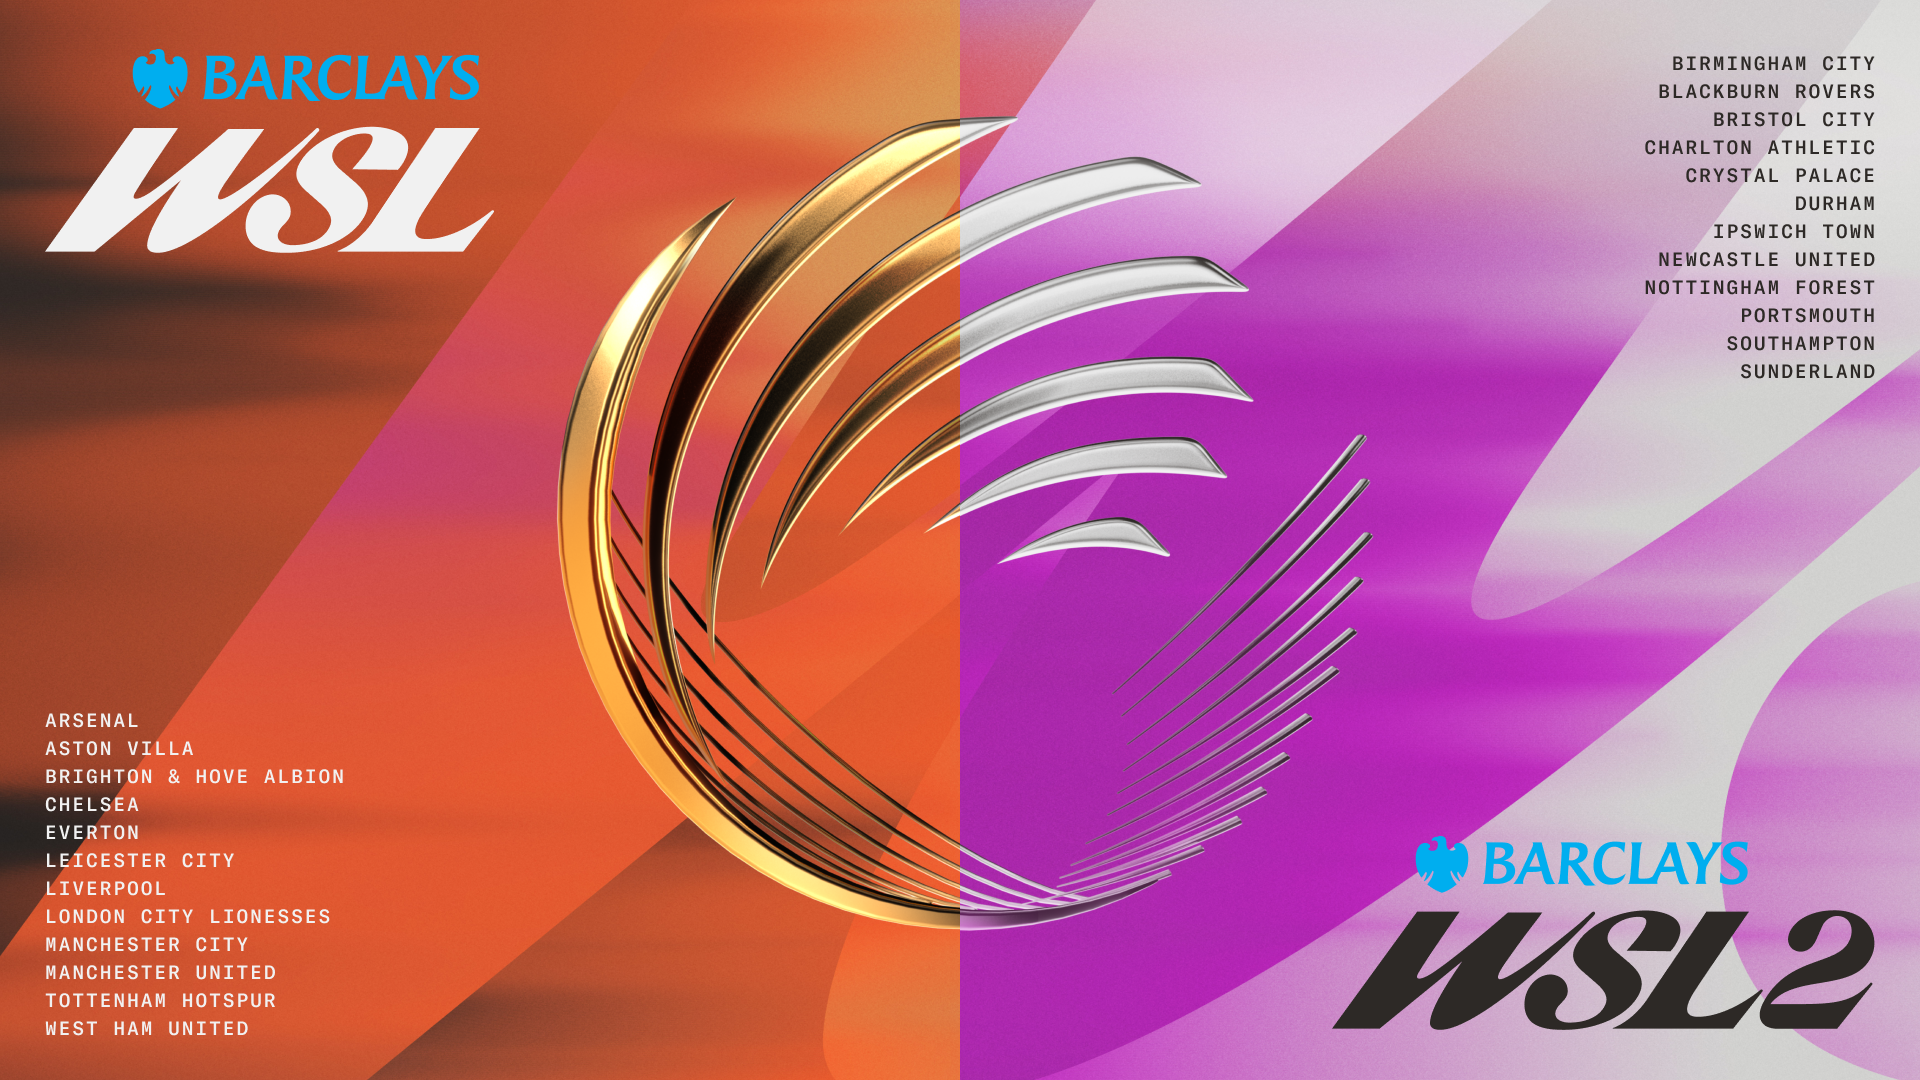 BARCLAYS
WSL
ARSENAL
ASTON VILLA
BRIGHTON & HOVE ALBION
CHELSEA
EVERTON
LEICESTER CITY
LIVERPOOL
LONDON CITY LIONESSES
MANCHESTER CITY
MANCHESTER UNITED
TOTTENHAM HOTSPUR
WEST HAM UNITED
BIRMINGHAM CITY
BLACKBURN ROVERS
BRISTOL CITY
CHARLTON ATHLETIC
CRYSTAL PALACE
DURHAM
IPSWICH TOWN
NEWCASTLE UNITED
NOTTINGHAM FOREST
PORTSMOUTH
SOUTHAMPTON
SUNDERLAND
BARCLAYS
WSL2